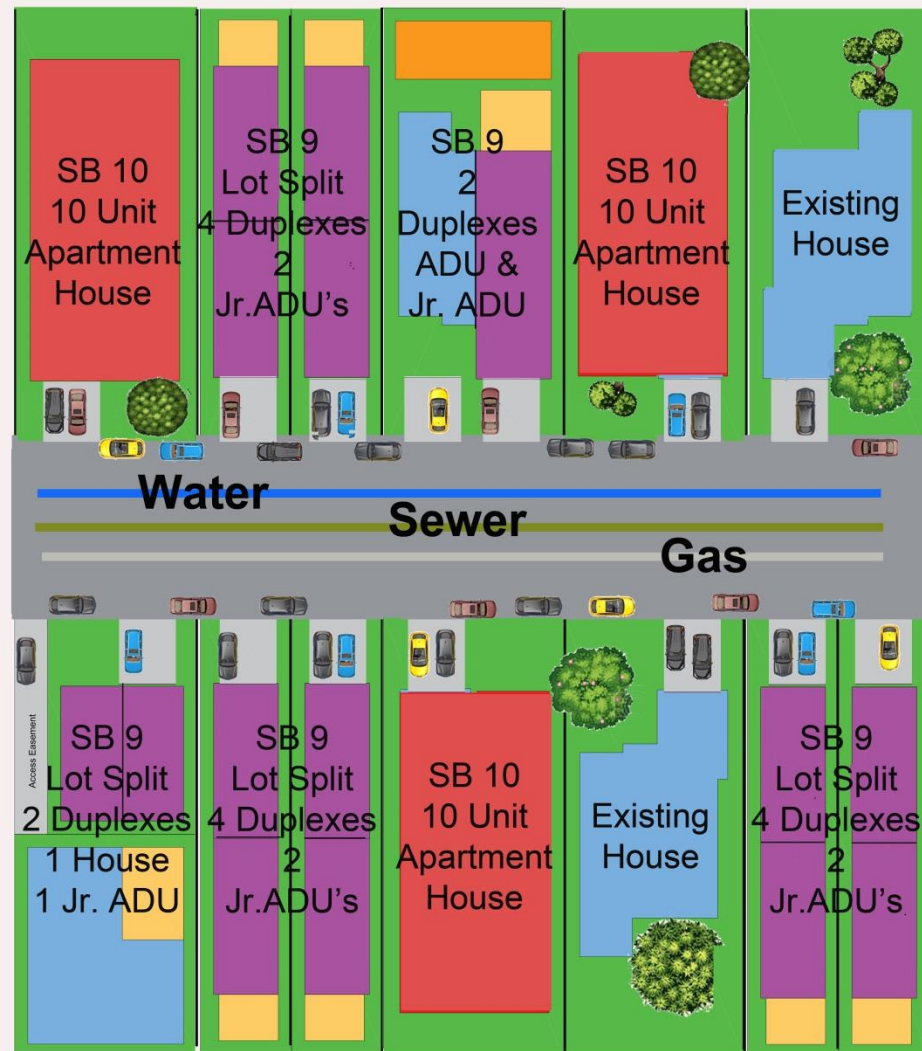 SB 10
10 Unit
Apartment
House
SB 9
Lot Split
4 Duplexes
2
Jr.ADU's
SB 9
2
Duplexes
ADU &
Jr. ADU
SB 10
10 Unit
Apartment
House
Existing
House
Water
Sewer
Gas
Access Easement
SB 9
Lot Split
2 Duplexes
1 House
1 Jr. ADU
SB 9
Lot Split
4 Duplexes
2
Jr.ADU's
SB 10
10 Unit
Apartment
House
Existing
House
SB 9
Lot Split
4 Duplexes
2
Jr.ADU's